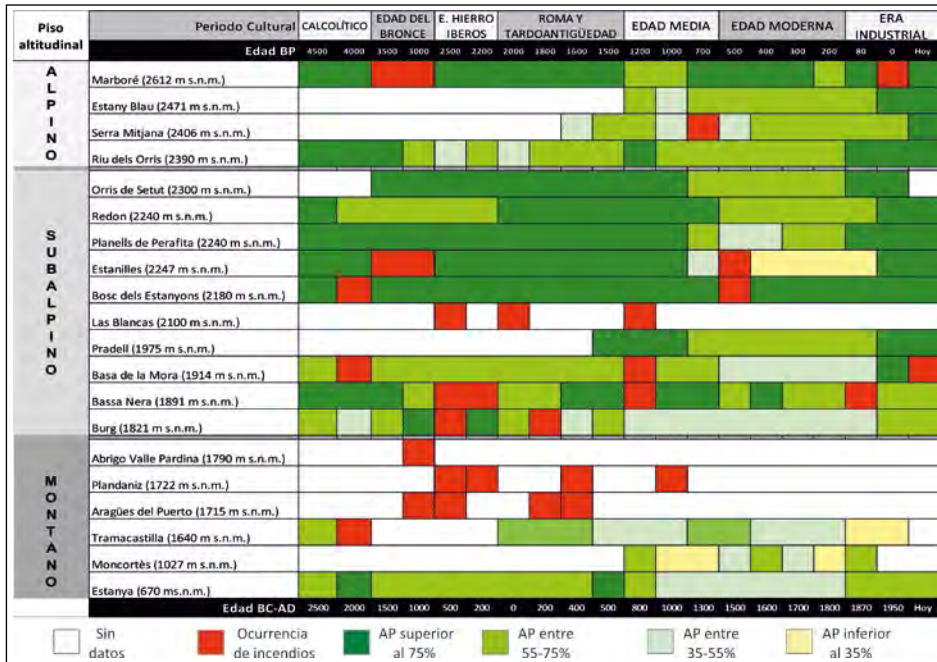 Piso altitudinal
Periodo Cultural CALCOLÍTICO EDAD DEL BRONCE E. HIERRO IBEROS ROMA Y TARDOANTIGÜEDAD EDAD MEDIA EDAD MODERNA ERA INDUSTRIAL
Edad BP 4500 4000 3500 3000 2500 2200 2000 1800 1600 1500 1200 1000 700 500 400 300 200 80 0 Hoy
ALPINO
Marboré (2612 m s.n.m.)
Estany Blau (2471 m s.n.m.)
Serra Mitjana (2406 m s.n.m.)
Riu dels Orris (2390 m s.n.m.)
SUBALPINO
Orris de Setut (2300 m s.n.m.)
Redon (2240 m s.n.m.)
Planells de Perafita (2240 m s.n.m.)
Estanilles (2247 m s.n.m.)
Bosc dels Estanyons (2180 m s.n.m.)
Las Blancas (2100 m s.n.m.)
Pradell (1975 m s.n.m.)
Basa de la Mora (1914 m s.n.m.)
Bassa Nera (1891 m s.n.m.)
Burg (1821 m s.n.m.)
MONTANO
Abrigo Valle Pardina (1790 m s.n.m.)
Plandaniz (1722 m s.n.m.)
Aragües del Puerto (1715 m s.n.m.)
Tramacastilla (1640 m s.n.m.)
Moncortès (1027 m s.n.m.)
Estanya (670 ms.n.m.)
Edad BC-AD 2500 2000 1500 1000 500 200 0 200 400 500 800 1000 1300 1500 1600 1700 1800 1870 1950 Hoy
Sin datos
Ocurrencia de incendios
AP superior al 75%
AP entre 55-75%
AP entre 35-55%
AP inferior al 35%